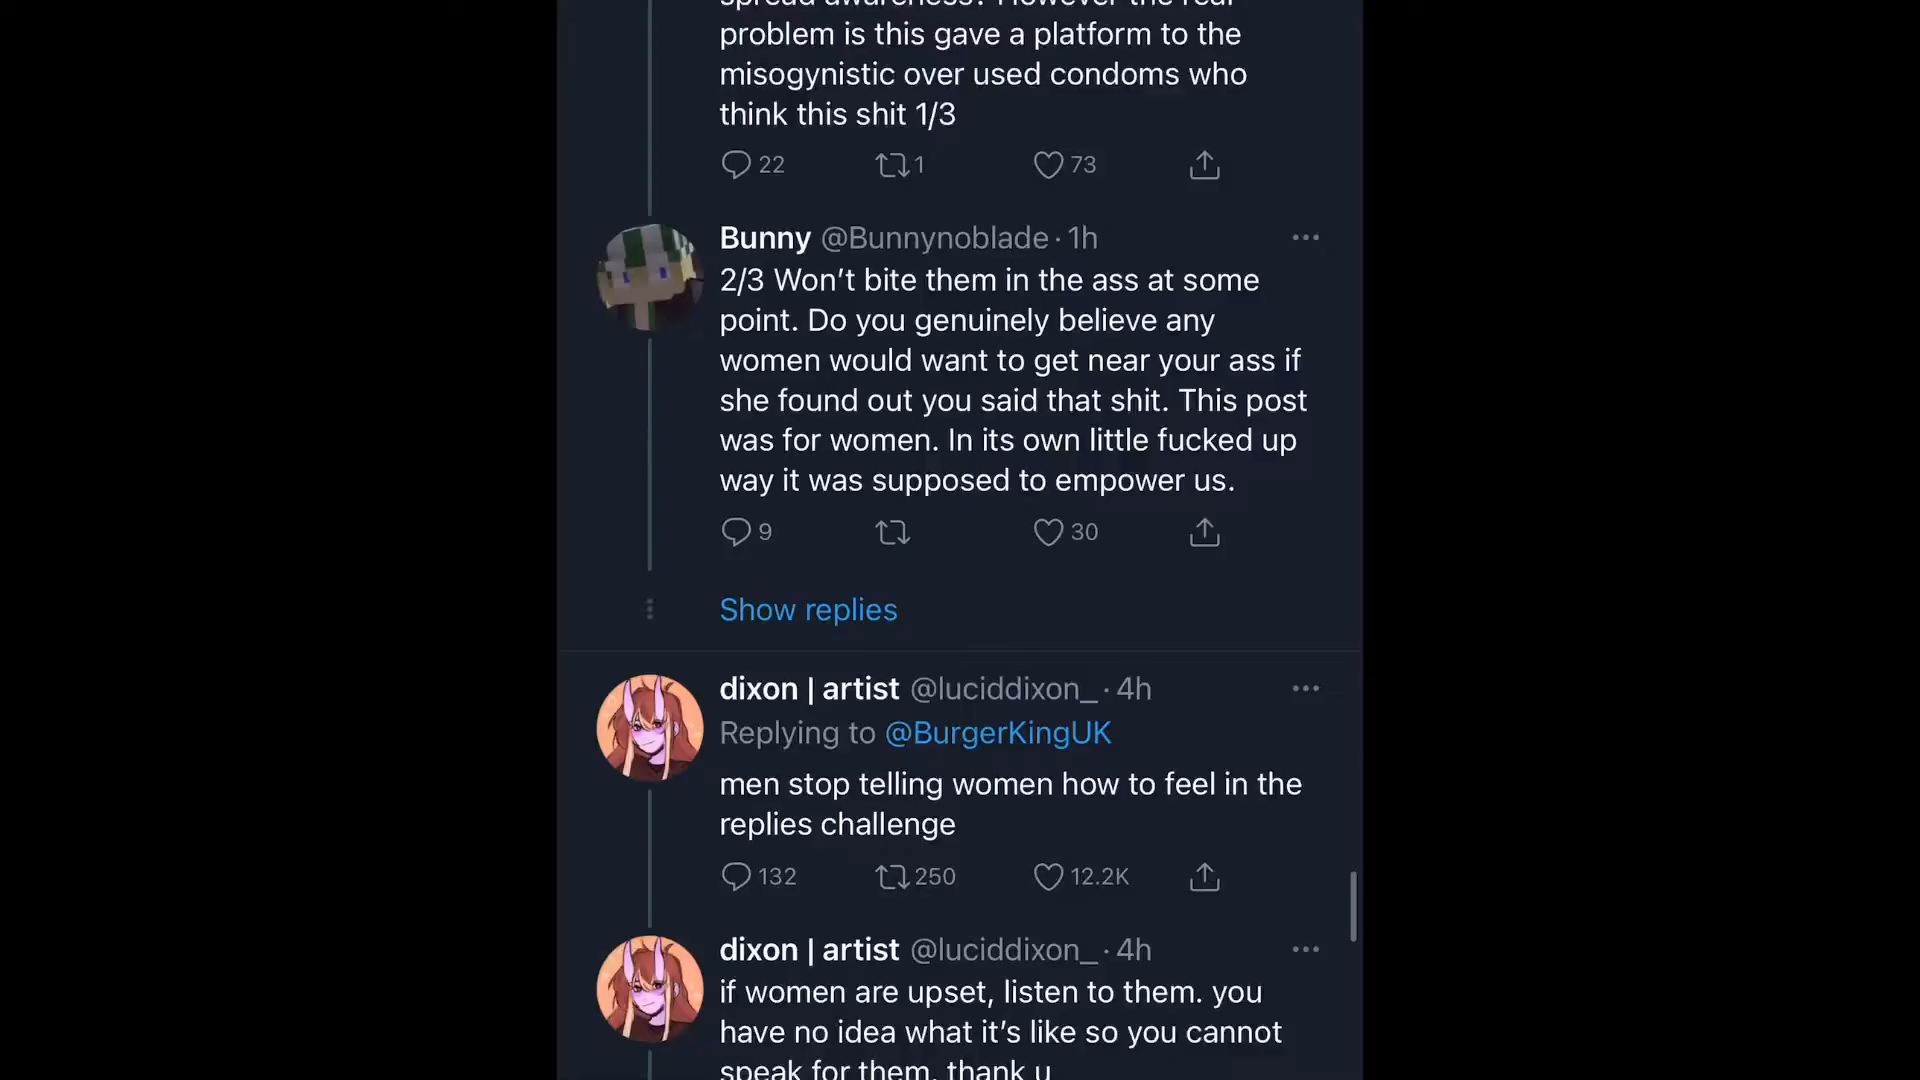 spread awareness? However the real
problem is this gave a platform to the
misogynistic over used condoms who
think this shit 1/3
22 1 73
Bunny @Bunnynoblade · 1h
2/3 Won’t bite them in the ass at some
point. Do you genuinely believe any
women would want to get near your ass if
she found out you said that shit. This post
was for women. In its own little fucked up
way it was supposed to empower us.
9 30
Show replies
dixon | artist @luciddixon_ · 4h
Replying to @BurgerKingUK
men stop telling women how to feel in the
replies challenge
132 250 12.2K
dixon | artist @luciddixon_ · 4h
if women are upset, listen to them. you
have no idea what it’s like so you cannot
speak for them. thank u